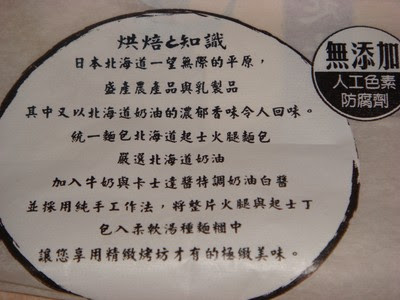 烘焙と知識
日本北海道一望無際的平原，
盛產農產品與乳製品
其中又以北海道奶油的濃郁香味令人回味。
統一麵包北海道起士火腿麵包
嚴選北海道奶油
加入牛奶與卡士達醬特調奶油白醬
並採用純手工作法，將整片火腿與起士丁
包入柔軟湯種麵糰中
讓您享用精緻烤坊才有的極緻美味。
無添加
人工色素
防腐劑